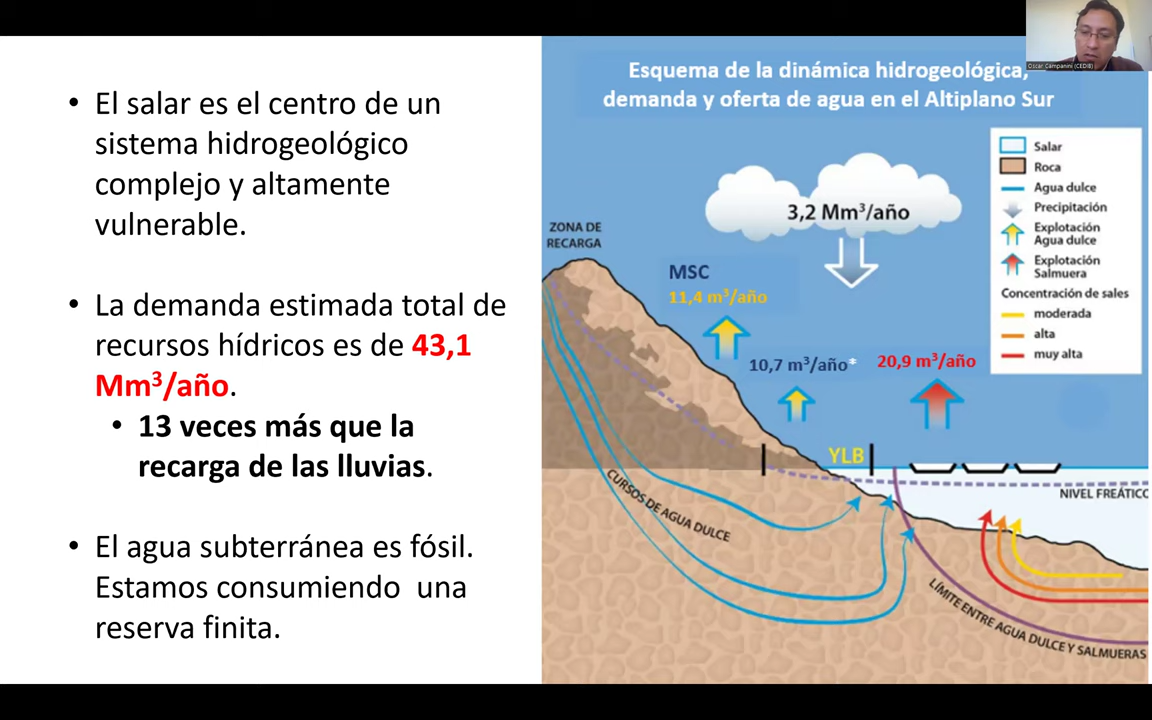 Oscar Campanini (CEDIB)
• El salar es el centro de un
sistema hidrogeológico
complejo y altamente
vulnerable.
• La demanda estimada total de
recursos hídricos es de 43,1
Mm³/año.
• 13 veces más que la
recarga de las lluvias.
• El agua subterránea es fósil.
Estamos consumiendo una
reserva finita.
Esquema de la dinámica hidrogeológica,
demanda y oferta de agua en el Altiplano Sur
Salar
Roca
Agua dulce
Precipitación
Explotación
Agua dulce
Explotación
Salmuera
Concentración de sales
moderada
alta
muy alta
3,2 Mm³/año
ZONA DE
RECARGA
MSC
11,4 m³/año
10,7 m³/año*
20,9 m³/año
YLB
NIVEL FREÁTICO
CURSOS DE AGUA DULCE
LÍMITE ENTRE AGUA DULCE Y SALMUERAS